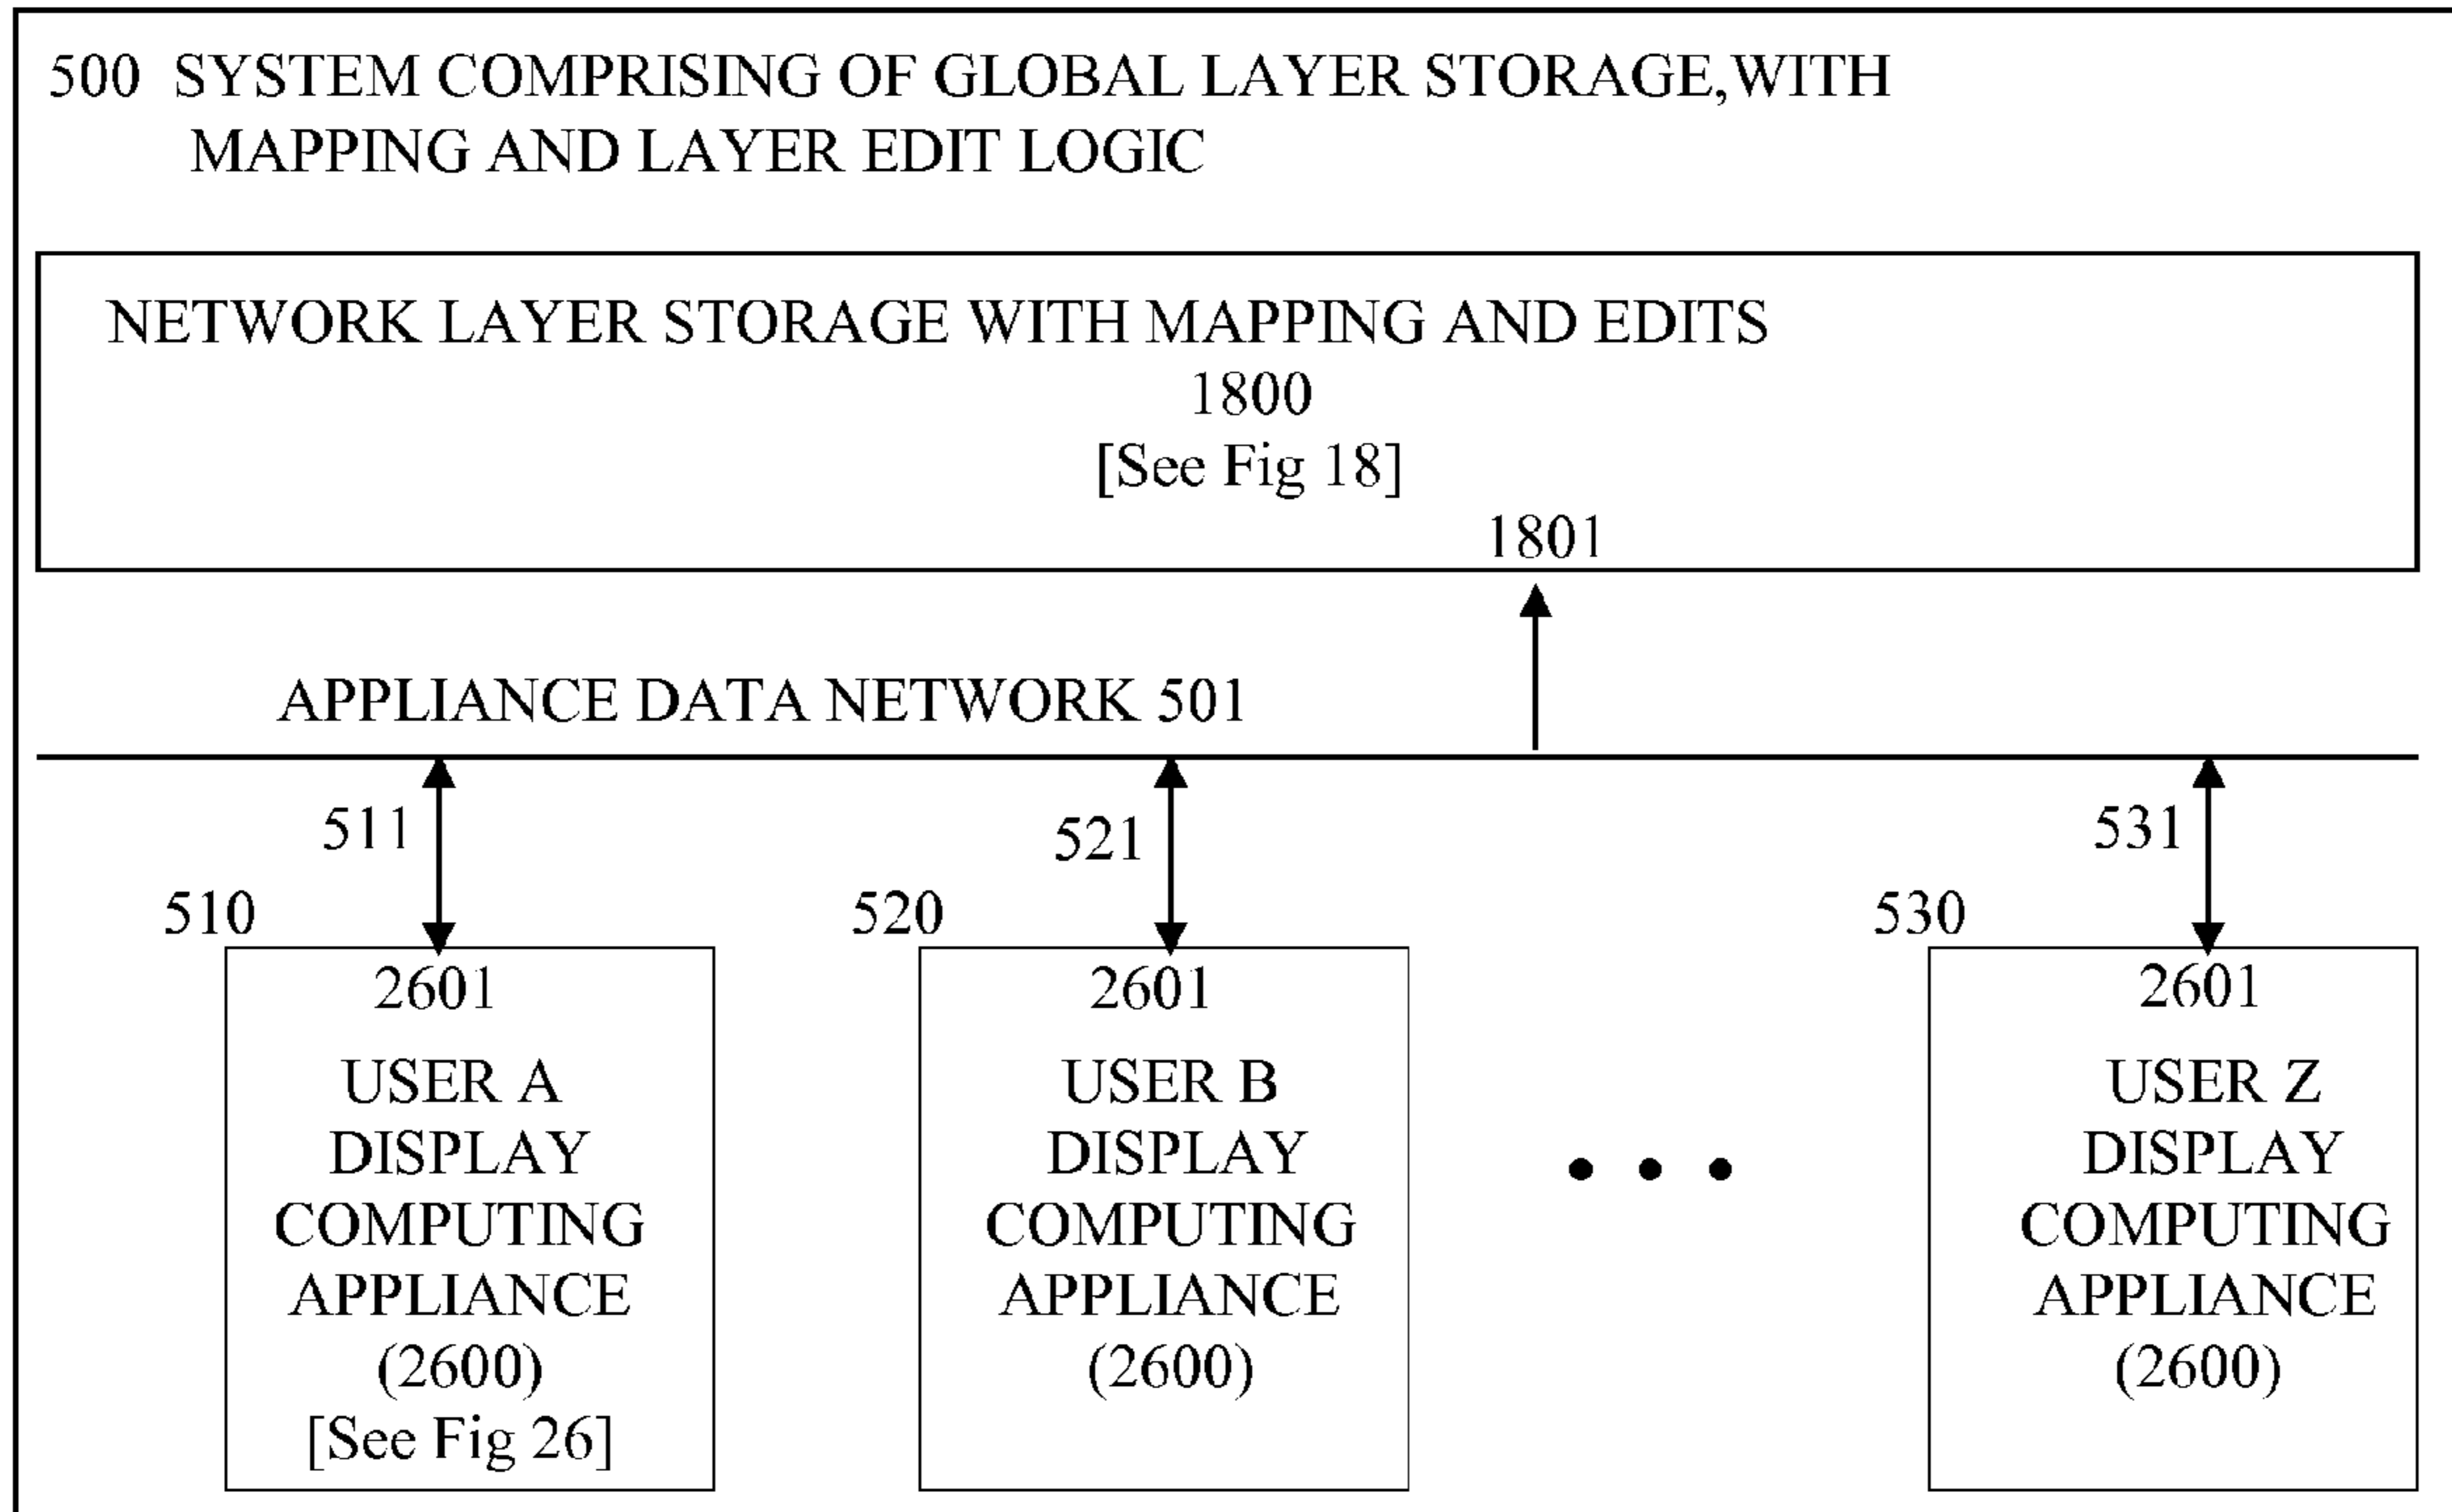 500 SYSTEM COMPRISING OF GLOBAL LAYER STORAGE,WITH
MAPPING AND LAYER EDIT LOGIC
NETWORK LAYER STORAGE WITH MAPPING AND EDITS
1800
[See Fig 18]
1801
APPLIANCE DATA NETWORK 501
511
521
531
510
520
530
2601
USER A
DISPLAY
COMPUTING
APPLIANCE
(2600)
[See Fig 26]
2601
USER B
DISPLAY
COMPUTING
APPLIANCE
(2600)
2601
USER Z
DISPLAY
COMPUTING
APPLIANCE
(2600)